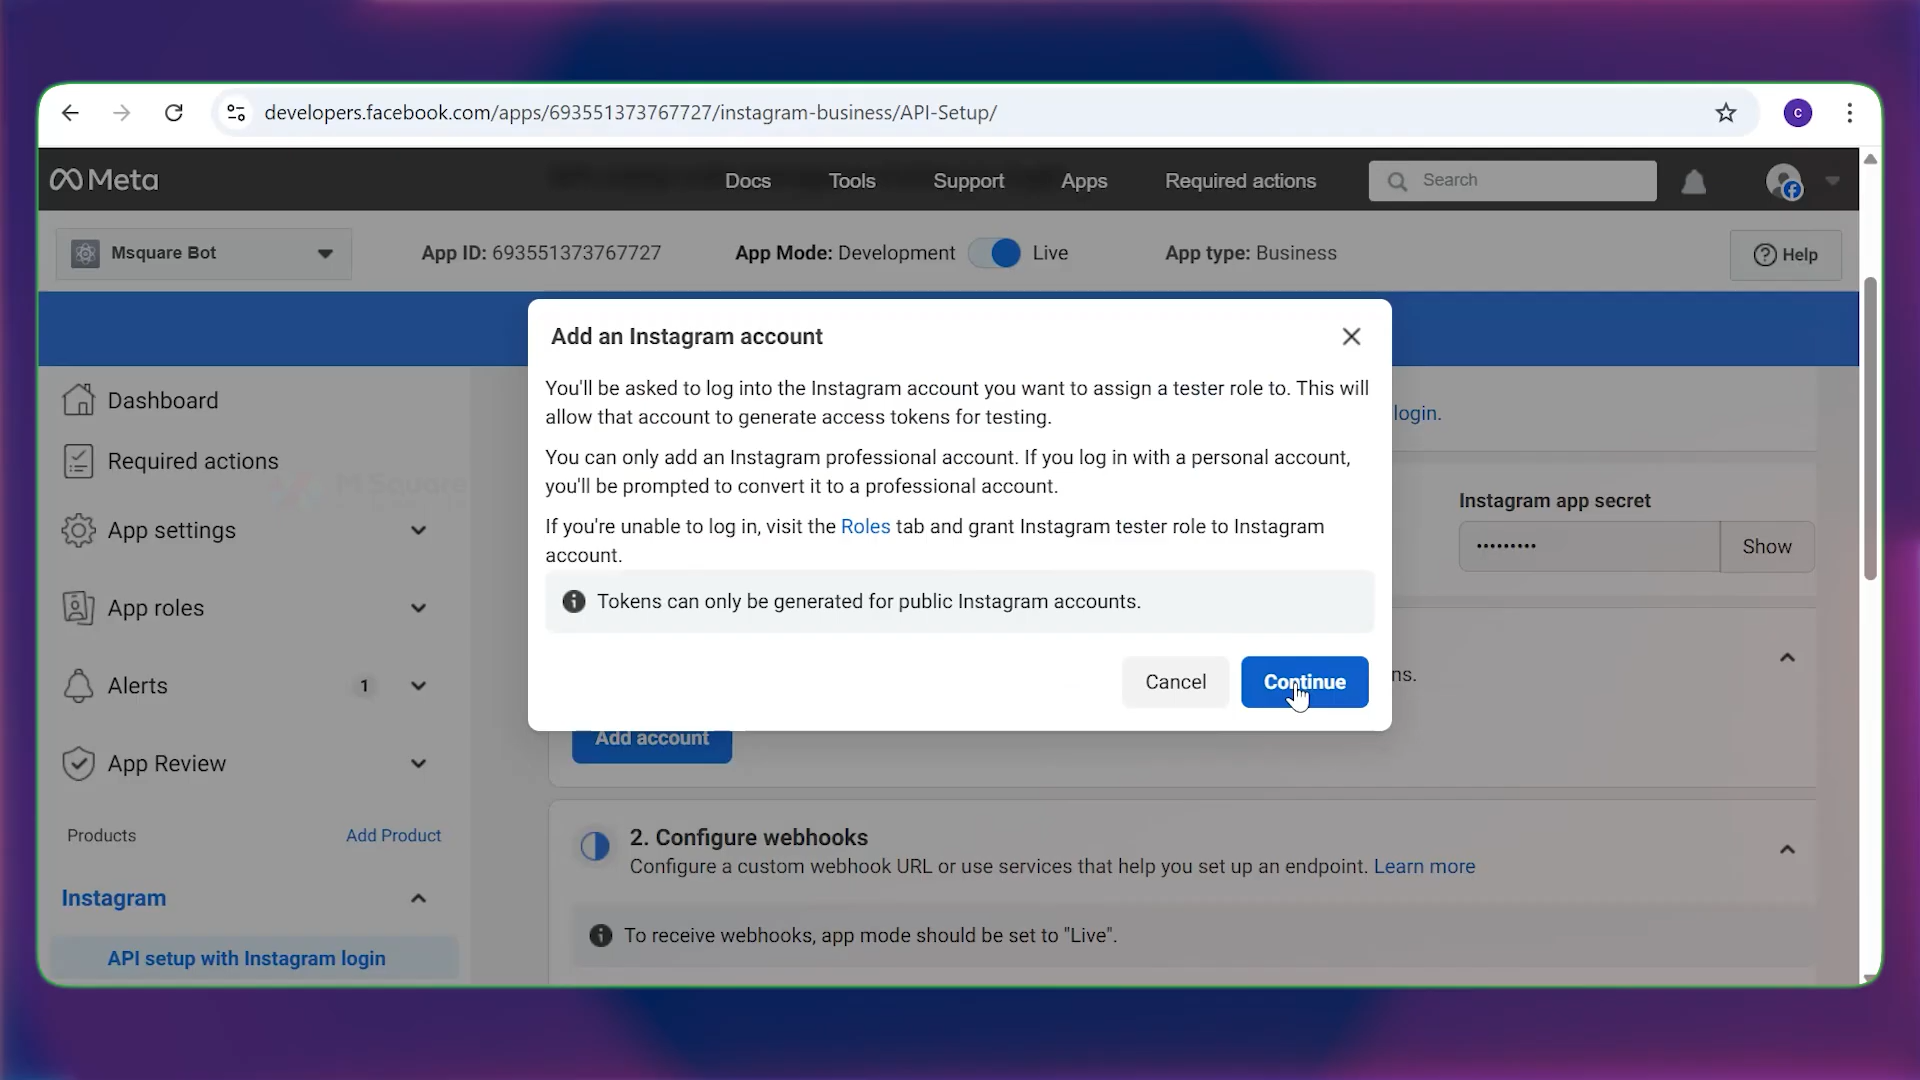 developers.facebook.com/apps/693551373767727/instagram-business/API-Setup/
C
Meta
Docs
Tools
Support
Apps
Required actions
Search
Msquare Bot
App ID: 693551373767727
App Mode: Development
Live
App type: Business
Help
Dashboard
Required actions
App settings
App roles
Alerts
1
App Review
Products
Add Product
Instagram
API setup with Instagram login
Add an Instagram account
You'll be asked to log into the Instagram account you want to assign a tester role to. This will
allow that account to generate access tokens for testing.
You can only add an Instagram professional account. If you log in with a personal account,
you'll be prompted to convert it to a professional account.
If you're unable to log in, visit the Roles tab and grant Instagram tester role to Instagram
account.
Tokens can only be generated for public Instagram accounts.
Cancel
Continue
login.
Instagram app secret
•••••••••
Show
ns.
Add account
2. Configure webhooks
Configure a custom webhook URL or use services that help you set up an endpoint. Learn more
To receive webhooks, app mode should be set to "Live".